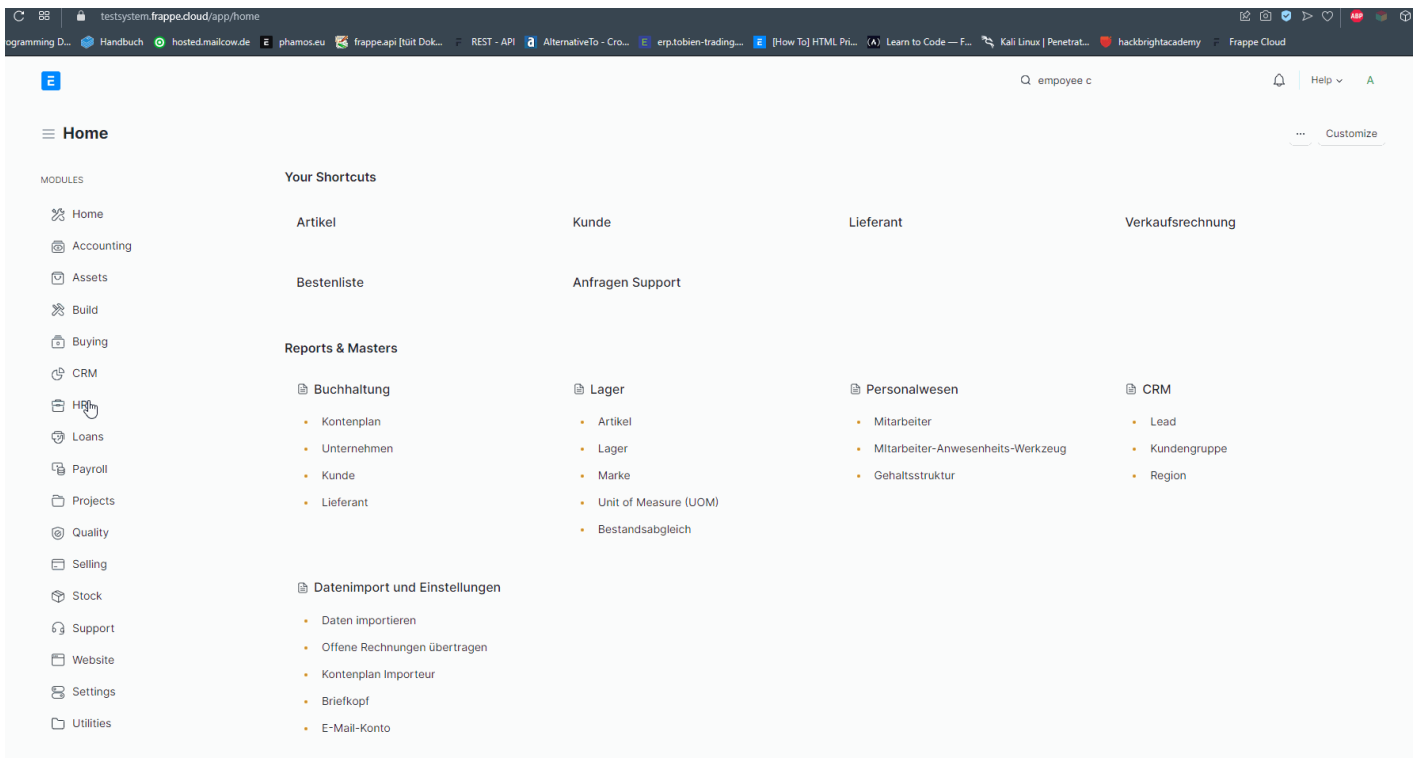 testsystem.frappe.cloud/app/home
ABP
rogramming D... Handbuch hosted.mailcow.de phamos.eu frappe.api [tüit Dok... REST - API AlternativeTo - Cro... erp.tobien-trading.... [How To] HTML Pri... Learn to Code — F... Kali Linux | Penetrat... hackbrightacademy Frappe Cloud
empoyee c Help A
Home
... Customize
MODULES
Home
Accounting
Assets
Build
Buying
CRM
HR
Loans
Payroll
Projects
Quality
Selling
Stock
Support
Website
Settings
Utilities
Your Shortcuts
Artikel Kunde Lieferant Verkaufsrechnung
Bestenliste Anfragen Support
Reports & Masters
Buchhaltung
Kontenplan
Unternehmen
Kunde
Lieferant
Lager
Artikel
Lager
Marke
Unit of Measure (UOM)
Bestandsabgleich
Personalwesen
Mitarbeiter
MItarbeiter-Anwesenheits-Werkzeug
Gehaltsstruktur
CRM
Lead
Kundengruppe
Region
Datenimport und Einstellungen
Daten importieren
Offene Rechnungen übertragen
Kontenplan Importeur
Briefkopf
E-Mail-Konto